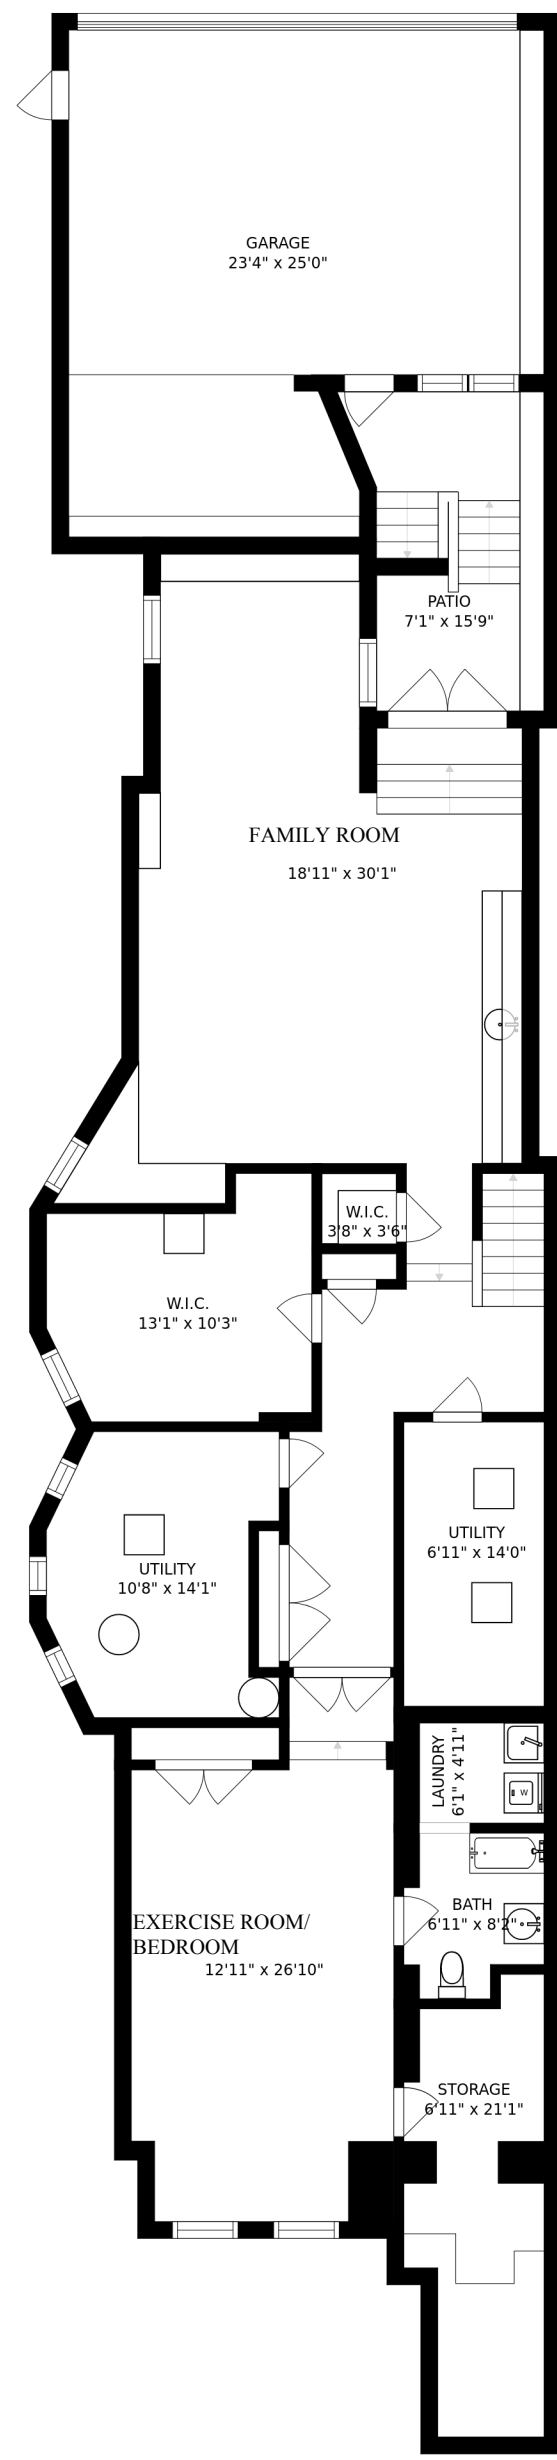 GARAGE
23'4" x 25'0"
PATIO
7'1" x 15'9"
FAMILY ROOM
18'11" x 30'1"
W.I.C.
3'8" x 3'6"
W.I.C.
13'1" x 10'3"
UTILITY
6'11" x 14'0"
UTILITY
10'8" x 14'1"
LAUNDRY
6'1" x 4'11"
W
BATH
6'11" x 8'2"
EXERCISE ROOM/
BEDROOM
12'11" x 26'10"
STORAGE
6'11" x 21'1"